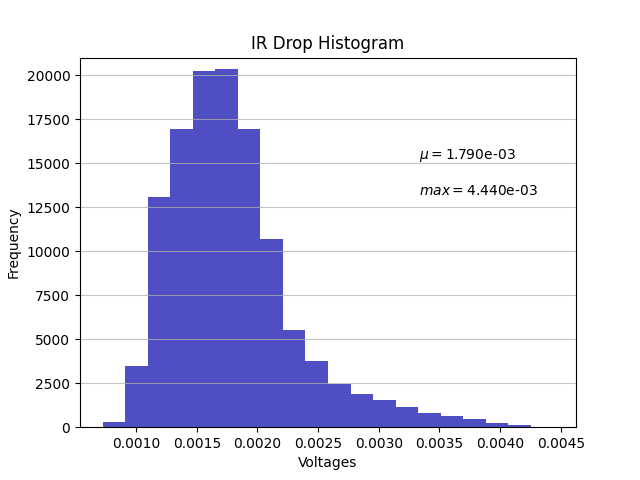 IR Drop Histogram
20000
17500
15000
12500
10000
7500
5000
2500
0
Frequency
μ = 1.790e-03
max = 4.440e-03
0.0010 0.0015 0.0020 0.0025 0.0030 0.0035 0.0040 0.0045
Voltages